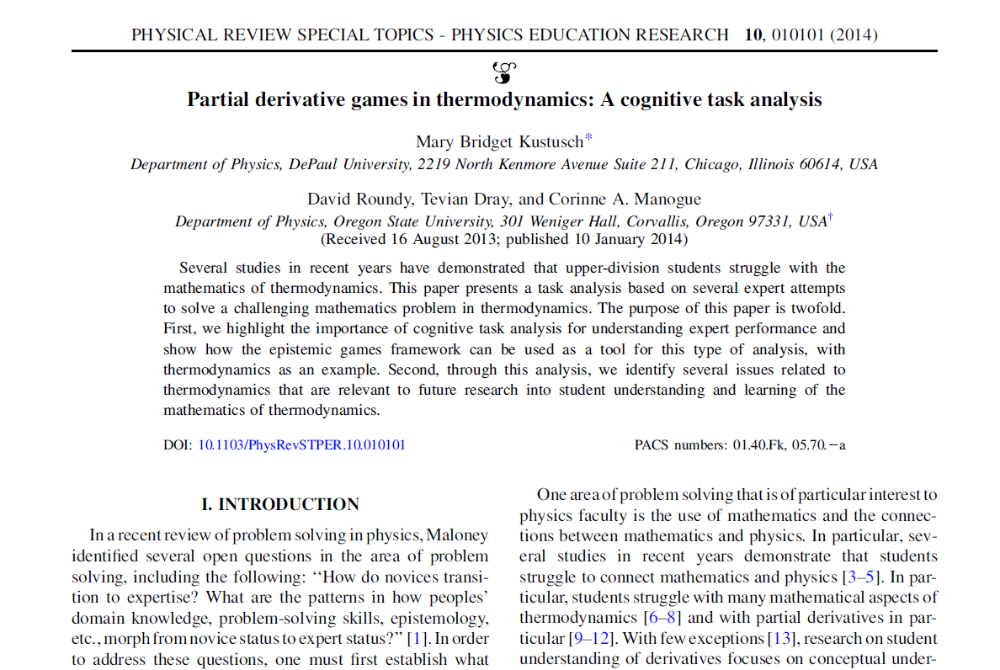 PHYSICAL REVIEW SPECIAL TOPICS - PHYSICS EDUCATION RESEARCH 10, 010101 (2014)
Partial derivative games in thermodynamics: A cognitive task analysis
Mary Bridget Kustusch*
Department of Physics, DePaul University, 2219 North Kenmore Avenue Suite 211, Chicago, Illinois 60614, USA
David Roundy, Tevian Dray, and Corinne A. Manogue
Department of Physics, Oregon State University, 301 Weniger Hall, Corvallis, Oregon 97331, USA†
(Received 16 August 2013; published 10 January 2014)
Several studies in recent years have demonstrated that upper-division students struggle with the
mathematics of thermodynamics. This paper presents a task analysis based on several expert attempts
to solve a challenging mathematics problem in thermodynamics. The purpose of this paper is twofold.
First, we highlight the importance of cognitive task analysis for understanding expert performance and
show how the epistemic games framework can be used as a tool for this type of analysis, with
thermodynamics as an example. Second, through this analysis, we identify several issues related to
thermodynamics that are relevant to future research into student understanding and learning of the
mathematics of thermodynamics.
DOI: 10.1103/PhysRevSTPER.10.010101 PACS numbers: 01.40.Fk, 05.70.−a
I. INTRODUCTION
In a recent review of problem solving in physics, Maloney
identified several open questions in the area of problem
solving, including the following: ‘‘How do novices transi-
tion to expertise? What are the patterns in how peoples’
domain knowledge, problem-solving skills, epistemology,
etc., morph from novice status to expert status?’’ [1]. In order
to address these questions, one must first establish what
One area of problem solving that is of particular interest to
physics faculty is the use of mathematics and the connec-
tions between mathematics and physics. In particular, sev-
eral studies in recent years demonstrate that students
struggle to connect mathematics and physics [3–5]. In par-
ticular, students struggle with many mathematical aspects of
thermodynamics [6–8] and with partial derivatives in par-
ticular [9–12]. With few exceptions [13], research on student
understanding of derivatives focuses on conceptual under-